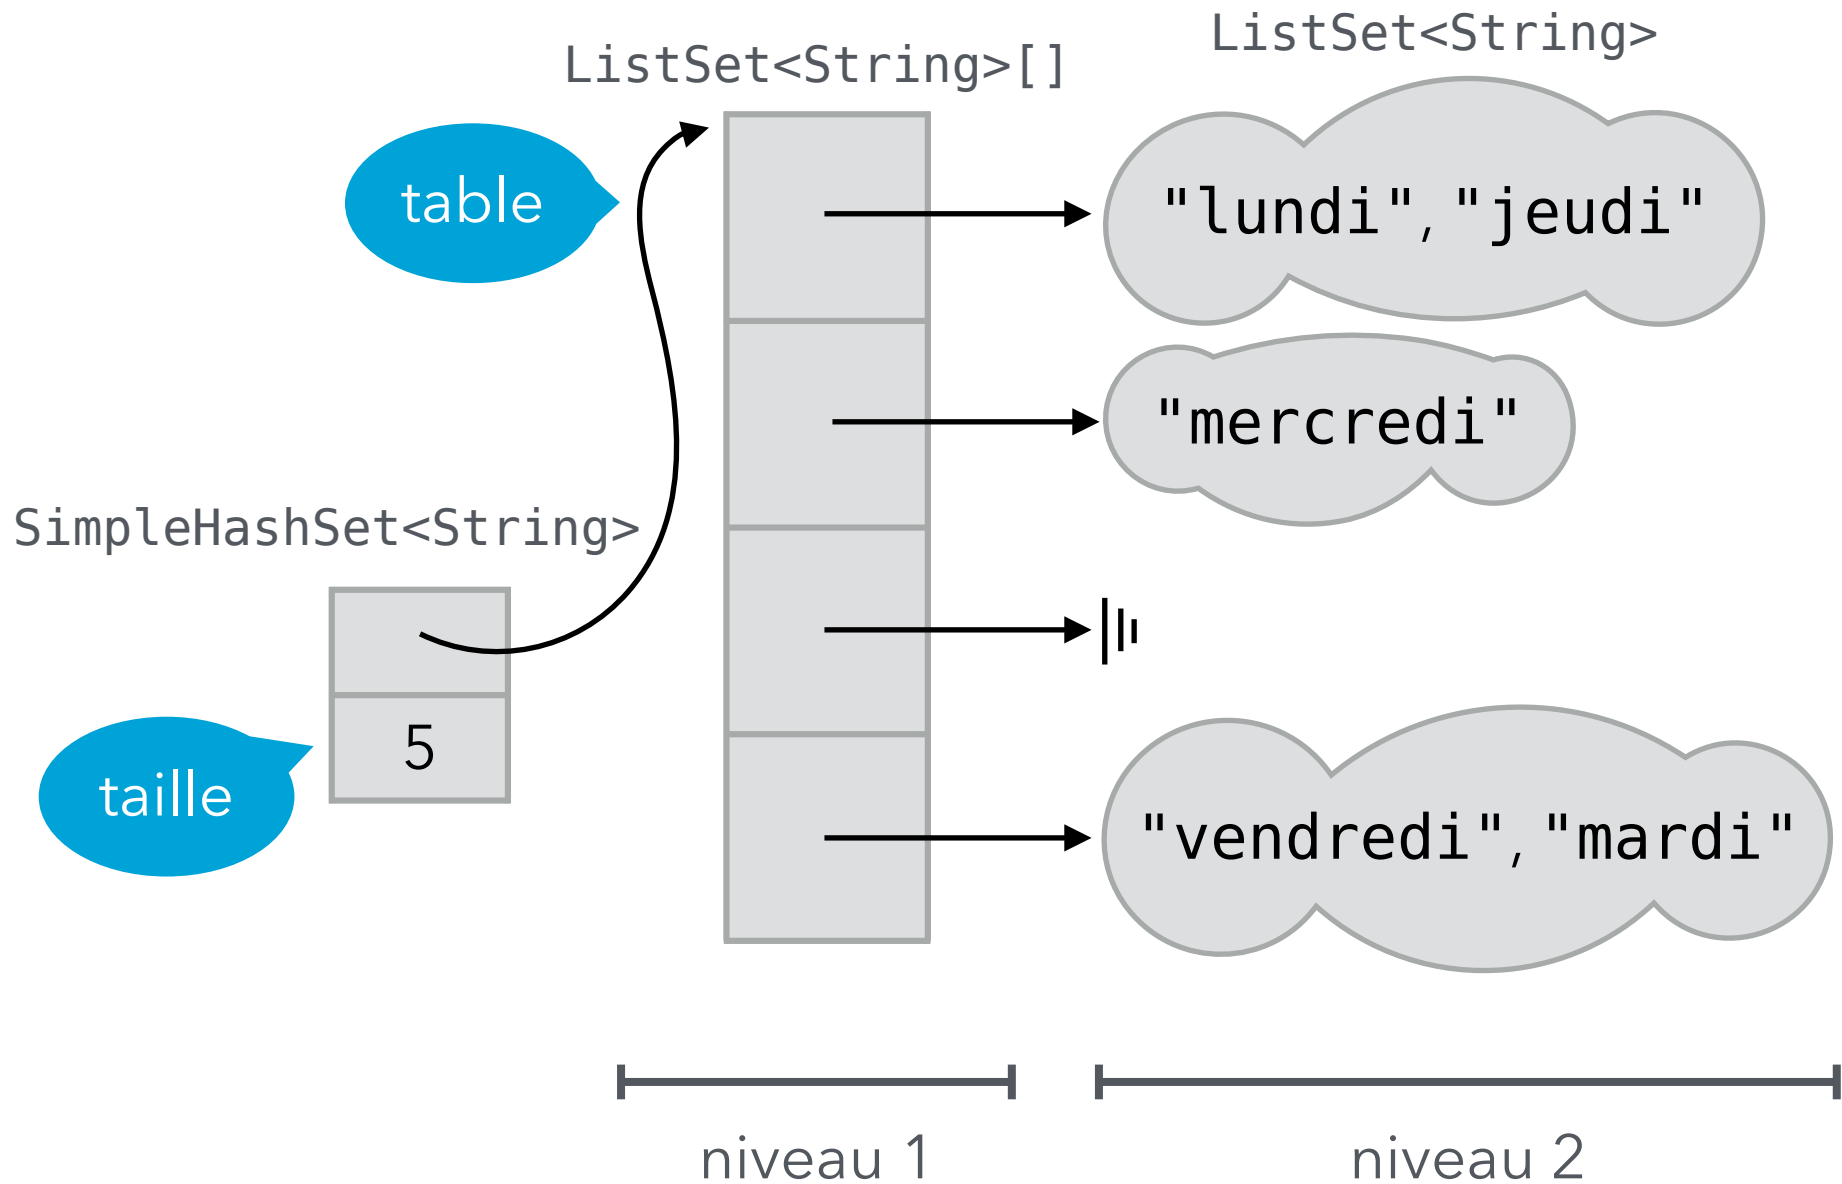 ListSet<String>
ListSet<String>[]
table
"lundi", "jeudi"
"mercredi"
SimpleHashSet<String>
5
taille
"vendredi", "mardi"
niveau 1
niveau 2